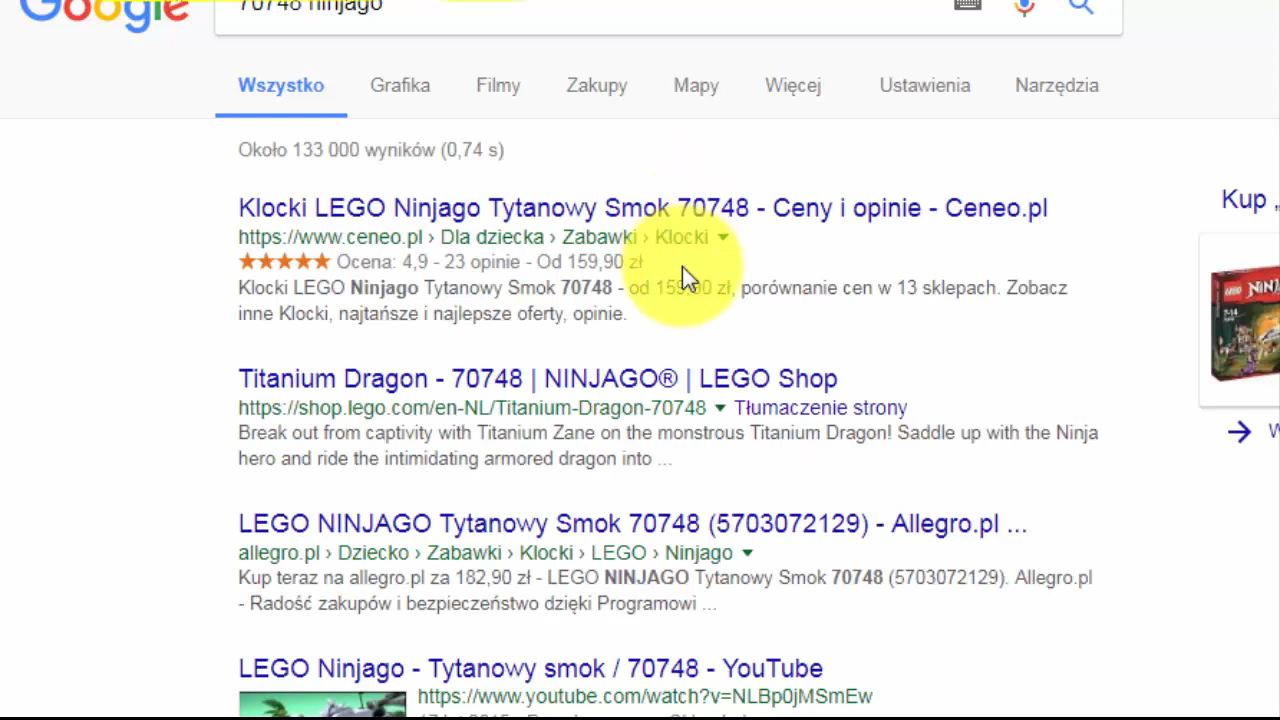 Google
70748 ninjago
Wszystko Grafika Filmy Zakupy Mapy Więcej Ustawienia Narzędzia
Około 133 000 wyników (0,74 s)
Klocki LEGO Ninjago Tytanowy Smok 70748 - Ceny i opinie - Ceneo.pl
https://www.ceneo.pl › Dla dziecka › Zabawki › Klocki
Ocena: 4,9 - 23 opinie - Od 159,90 zł
Klocki LEGO Ninjago Tytanowy Smok 70748 - od 159,90 zł, porównanie cen w 13 sklepach. Zobacz
inne Klocki, najtańsze i najlepsze oferty, opinie.
Kup „
LEGO NIN
7-14
Titanium Dragon - 70748 | NINJAGO® | LEGO Shop
https://shop.lego.com/en-NL/Titanium-Dragon-70748 Tłumaczenie strony
Break out from captivity with Titanium Zane on the monstrous Titanium Dragon! Saddle up with the Ninja
hero and ride the intimidating armored dragon into ...
LEGO NINJAGO Tytanowy Smok 70748 (5703072129) - Allegro.pl ...
allegro.pl › Dziecko › Zabawki › Klocki › LEGO › Ninjago
Kup teraz na allegro.pl za 182,90 zł - LEGO NINJAGO Tytanowy Smok 70748 (5703072129). Allegro.pl
- Radość zakupów i bezpieczeństwo dzięki Programowi ...
LEGO Ninjago - Tytanowy smok / 70748 - YouTube
https://www.youtube.com/watch?v=NLBp0jMSmEw